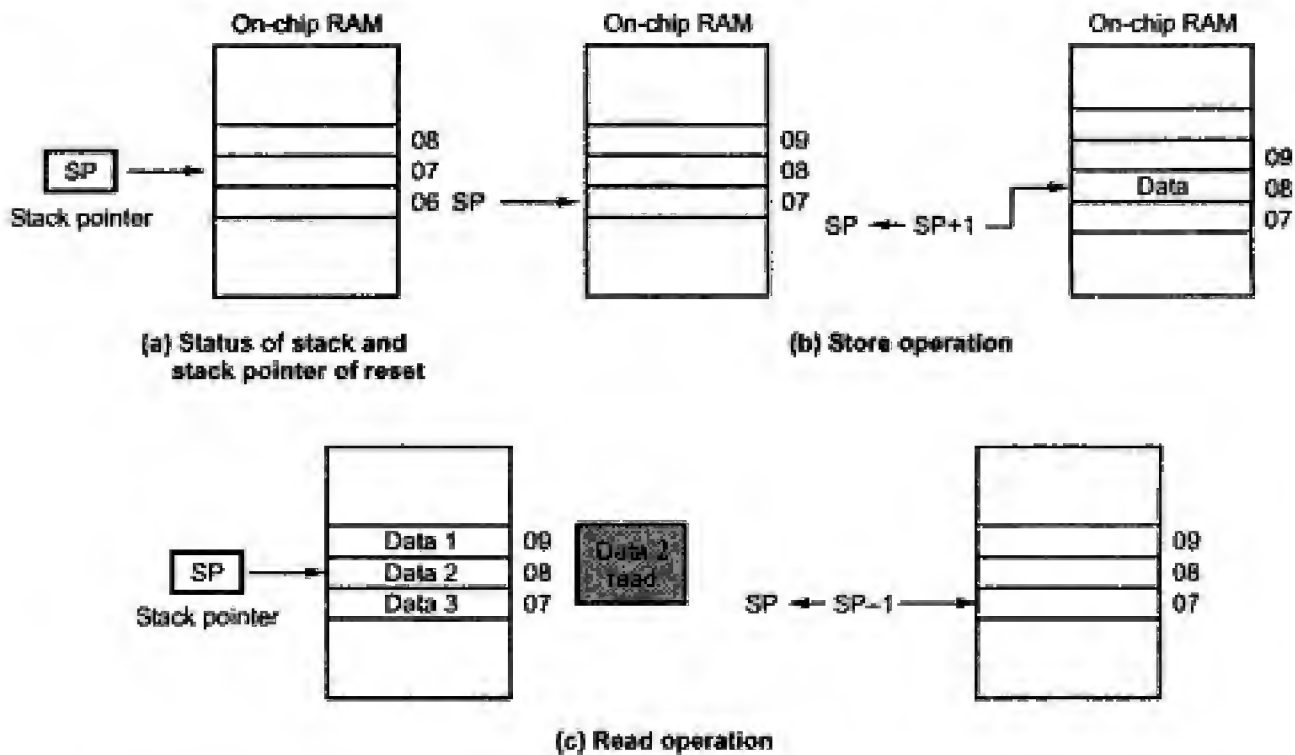 On-chip RAM
08
07
06
SP
Stack pointer
(a) Status of stack and
stack pointer of reset
On-chip RAM
09
08
07
SP
On-chip RAM
09
Data 08
07
SP SP+1
(b) Store operation
SP
Stack pointer
Data 1 09
Data 2 08
Data 3 07
Data 2
read
SP SP–1
09
08
07
(c) Read operation